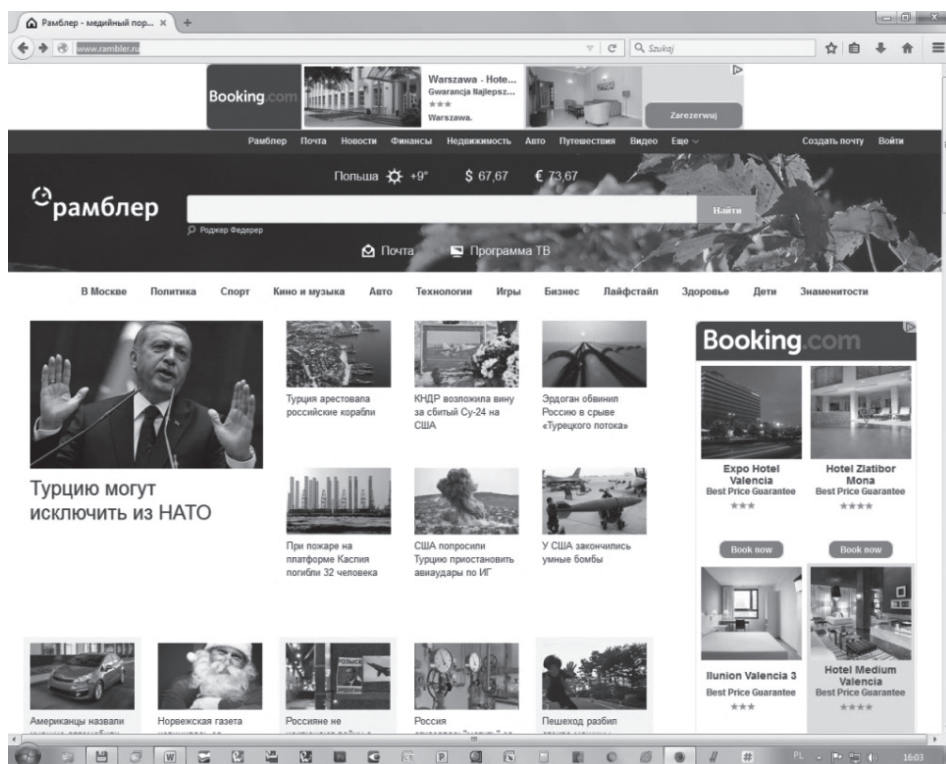 Рамблер - медийный пор... ×
www.rambler.ru
Szukaj
Booking.com
Warszawa - Hote...
Gwarancja Najlepsz...
Warszawa.
Zarezerwuj
Рамблер Почта Новости Финансы Недвижимость Авто Путешествия Видео Еще
Создать почту Войти
Польша +9° $ 67,67 € 73,67
рамблер
Найти
Роджер Федерер
Почта Программа ТВ
В Москве Политика Спорт Кино и музыка Авто Технологии Игры Бизнес Лайфстайл Здоровье Дети Знаменитости
Турцию могут
исключить из НАТО
Турция арестовала
российские корабли
КНДР возложила вину
за сбитый Су-24 на
США
Эрдоган обвинил
Россию в срыве
«Турецкого потока»
При пожаре на
платформе Каспия
погибли 32 человека
США попросили
Турцию приостановить
авиаудары по ИГ
У США закончились
умные бомбы
Booking.com
Expo Hotel
Valencia
Best Price Guarantee
Book now
Hotel Zlatibor
Mona
Best Price Guarantee
Book now
Ilunion Valencia 3
Best Price Guarantee
Hotel Medium
Valencia
Best Price Guarantee
Американцы назвали
Норвежская газета
РОЗЫСК
Россияне не
Россия
Пешеход разбил
PL
16:03